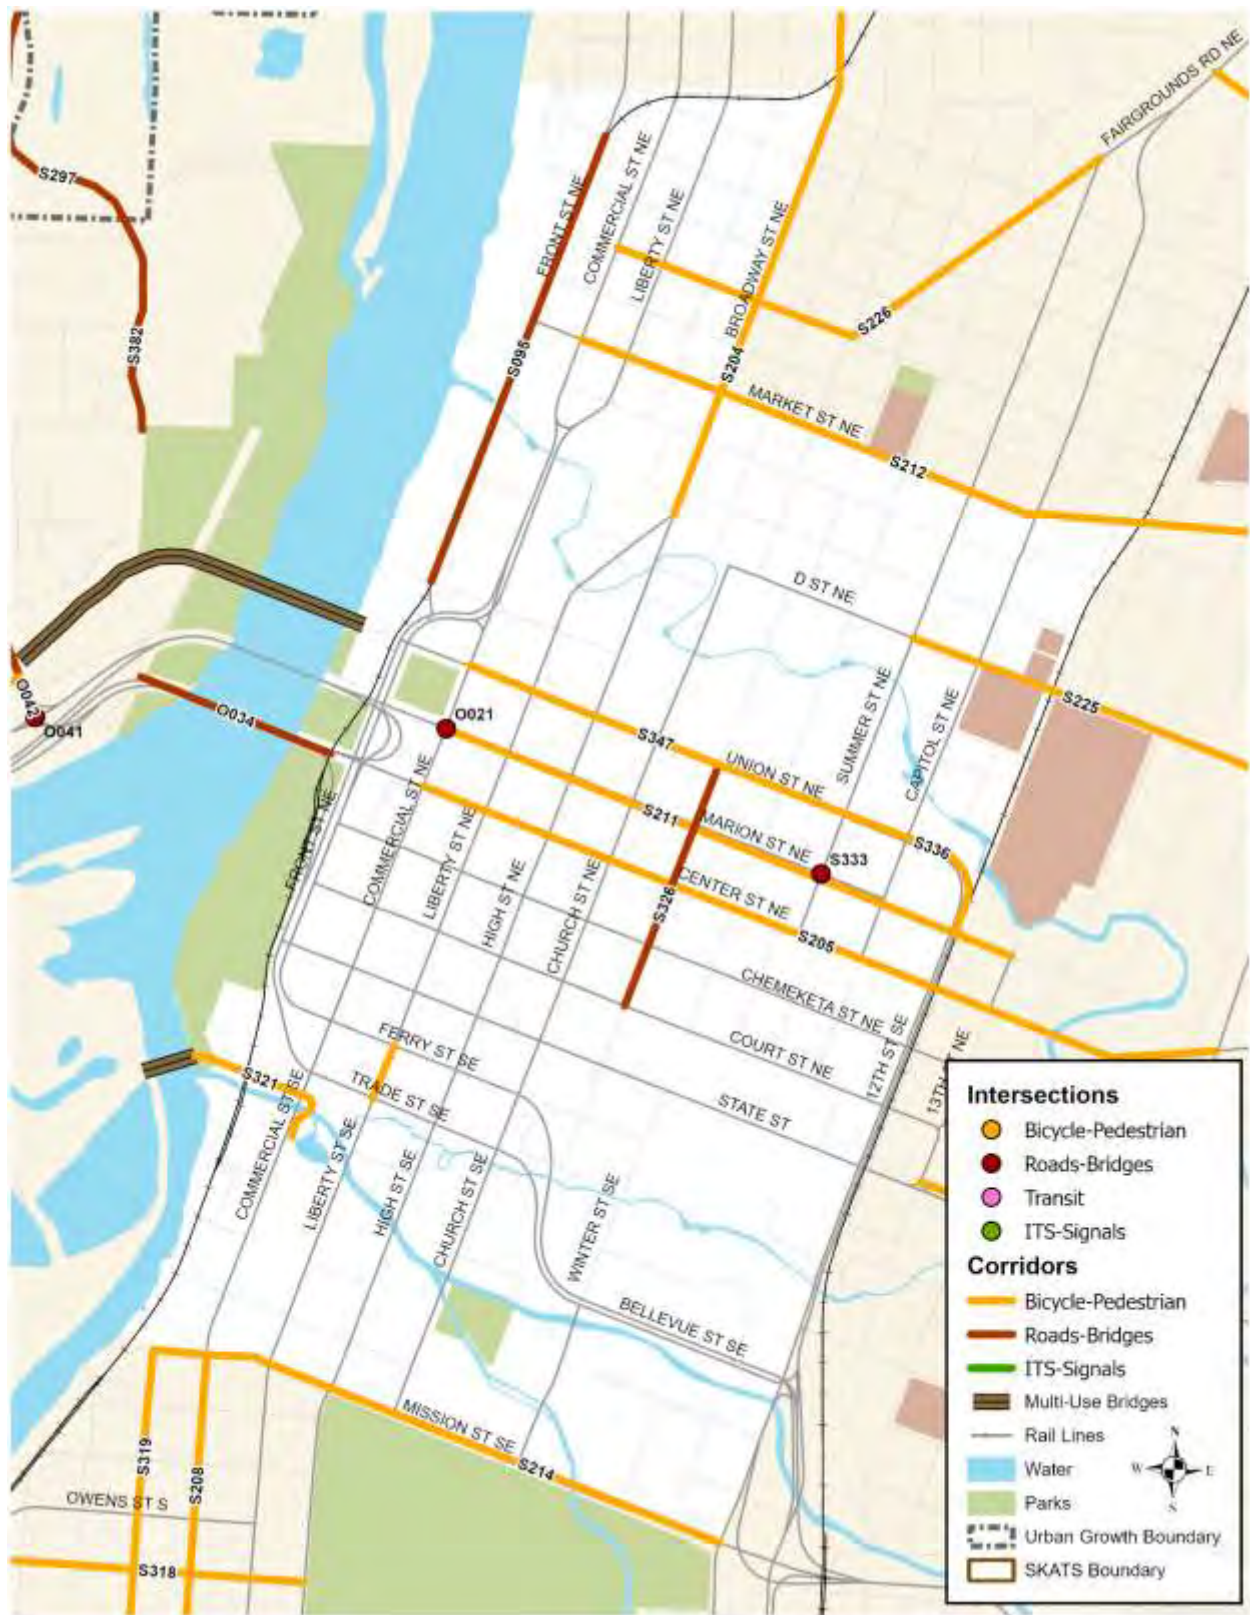 FAIRGROUNDS RD NE
S297
FRONT ST NE
COMMERCIAL ST NE
LIBERTY ST NE
BROADWAY ST NE
S226
S382
S095
S204
MARKET ST NE
S212
D ST NE
O042
O041
O034
O021
S347
UNION ST NE
SUMMER ST NE
CAPITOL ST NE
S225
S211
MARION ST NE
S333
S336
FRONT ST NE
COMMERCIAL ST NE
LIBERTY ST NE
HIGH ST NE
CHURCH ST NE
S326
CENTER ST NE
S205
CHEMEKETA ST NE
COURT ST NE
STATE ST
12TH ST SE
13TH
NE
FERRY ST SE
TRADE ST SE
S321
COMMERCIAL ST SE
LIBERTY ST SE
HIGH ST SE
CHURCH ST SE
WINTER ST SE
BELLEVUE ST SE
MISSION ST SE
S214
S319
S208
OWENS ST S
S318
Intersections
Bicycle-Pedestrian
Roads-Bridges
Transit
ITS-Signals
Corridors
Bicycle-Pedestrian
Roads-Bridges
ITS-Signals
Multi-Use Bridges
Rail Lines
Water
Parks
Urban Growth Boundary
SKATS Boundary
N
W E
S